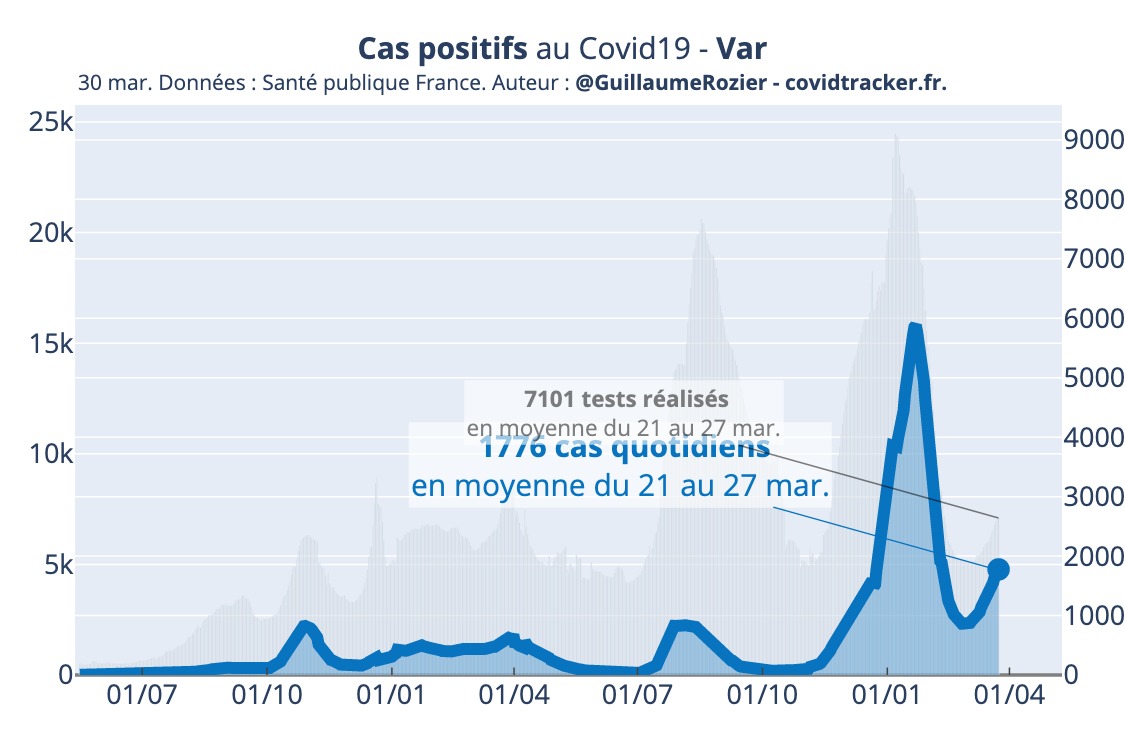 Cas positifs au Covid19 - Var
30 mar. Données : Santé publique France. Auteur : @GuillaumeRozier - covidtracker.fr.
25k
20k
15k
10k
5k
0
9000
8000
7000
6000
5000
4000
3000
2000
1000
0
7101 tests réalisés
en moyenne du 21 au 27 mar.
1776 cas quotidiens
en moyenne du 21 au 27 mar.
01/07 01/10 01/01 01/04 01/07 01/10 01/01 01/04